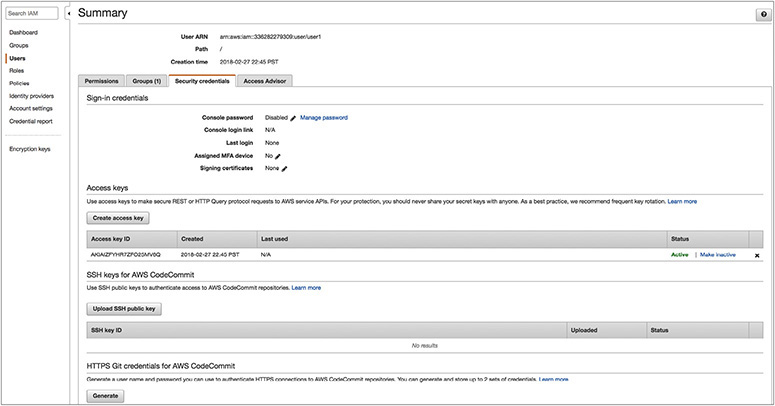 Search IAM
Summary
Dashboard
Groups
Users
Roles
Policies
Identity providers
Account settings
Credential report
Encryption keys
User ARN arn:aws:iam::336282279309:user/user1
Path /
Creation time 2018-02-27 22:45 PST
Permissions Groups (1) Security credentials Access Advisor
Sign-in credentials
Console password Disabled Manage password
Console login link N/A
Last login None
Assigned MFA device No
Signing certificates None
Access keys
Use access keys to make secure REST or HTTP Query protocol requests to AWS service APIs. For your protection, you should never share your secret keys with anyone. As a best practice, we recommend frequent key rotation. Learn more
Create access key
Access key ID Created Last used Status
2018-02-27 22:45 PST N/A Active | Make inactive
SSH keys for AWS CodeCommit
Use SSH public keys to authenticate access to AWS CodeCommit repositories. Learn more
Upload SSH public key
SSH key ID Uploaded Status
No results
HTTPS Git credentials for AWS CodeCommit
Generate a user name and password you can use to authenticate HTTPS connections to AWS CodeCommit repositories. You can generate and store up to 2 sets of credentials. Learn more
Generate